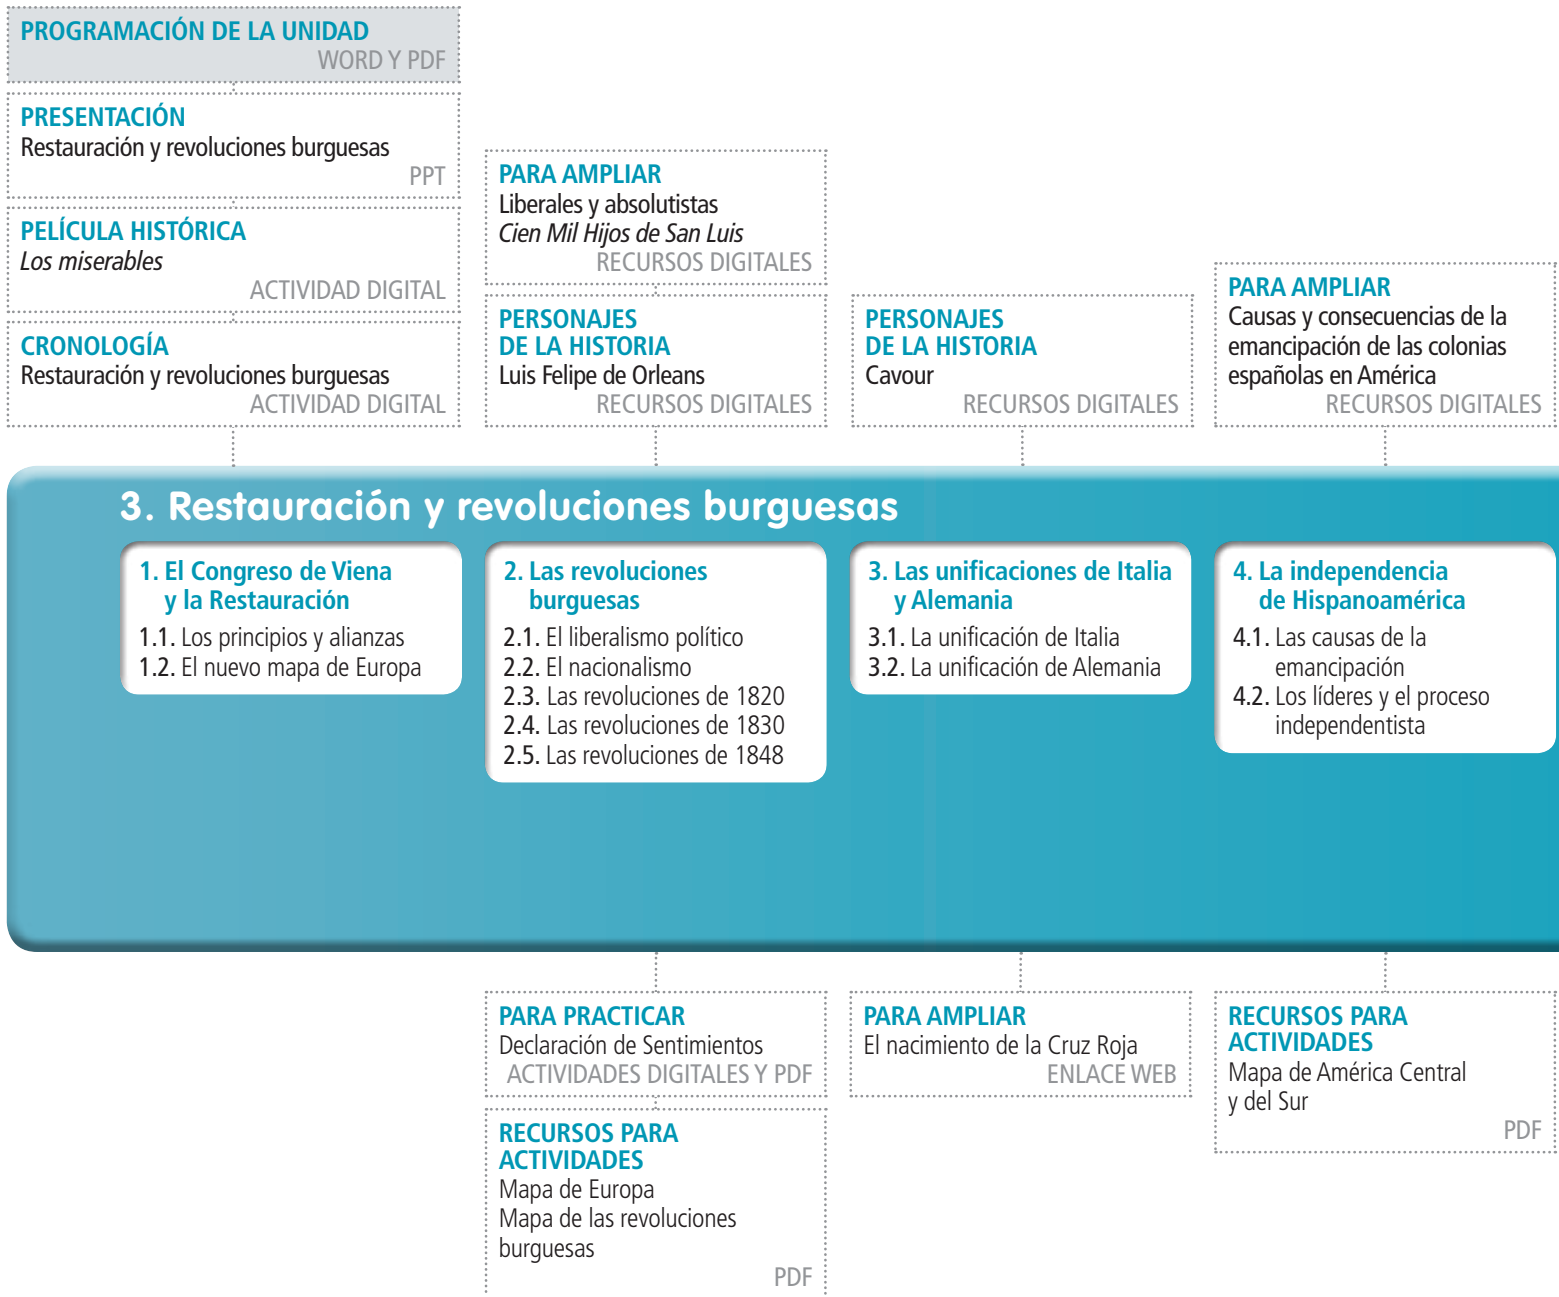 PROGRAMACIÓN DE LA UNIDAD
WORD Y PDF
PRESENTACIÓN
Restauración y revoluciones burguesas
PPT
PELÍCULA HISTÓRICA
Los miserables
ACTIVIDAD DIGITAL
CRONOLOGÍA
Restauración y revoluciones burguesas
ACTIVIDAD DIGITAL
PARA AMPLIAR
Liberales y absolutistas
Cien Mil Hijos de San Luis
RECURSOS DIGITALES
PERSONAJES
DE LA HISTORIA
Luis Felipe de Orleans
RECURSOS DIGITALES
PERSONAJES
DE LA HISTORIA
Cavour
RECURSOS DIGITALES
PARA AMPLIAR
Causas y consecuencias de la
emancipación de las colonias
españolas en América
RECURSOS DIGITALES
3. Restauración y revoluciones burguesas
1. El Congreso de Viena
y la Restauración
1.1. Los principios y alianzas
1.2. El nuevo mapa de Europa
2. Las revoluciones
burguesas
2.1. El liberalismo político
2.2. El nacionalismo
2.3. Las revoluciones de 1820
2.4. Las revoluciones de 1830
2.5. Las revoluciones de 1848
3. Las unificaciones de Italia
y Alemania
3.1. La unificación de Italia
3.2. La unificación de Alemania
4. La independencia
de Hispanoamérica
4.1. Las causas de la
emancipación
4.2. Los líderes y el proceso
independentista
PARA PRACTICAR
Declaración de Sentimientos
ACTIVIDADES DIGITALES Y PDF
RECURSOS PARA
ACTIVIDADES
Mapa de Europa
Mapa de las revoluciones
burguesas
PDF
PARA AMPLIAR
El nacimiento de la Cruz Roja
ENLACE WEB
RECURSOS PARA
ACTIVIDADES
Mapa de América Central
y del Sur
PDF